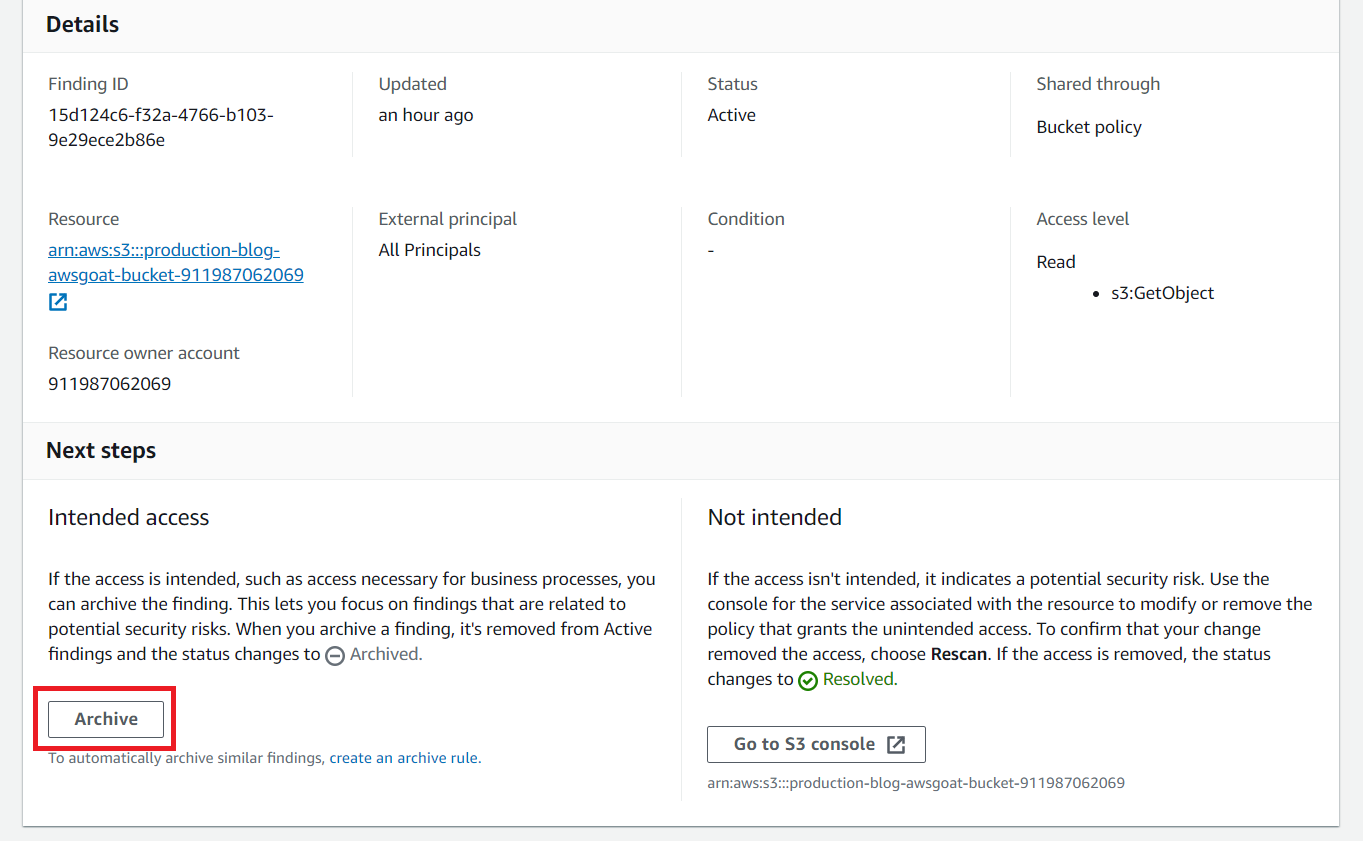 Details
Finding ID
15d124c6-f32a-4766-b103-
9e29ece2b86e
Updated
an hour ago
Status
Active
Shared through
Bucket policy
Resource
arn:aws:s3:::production-blog-
awsgoat-bucket-911987062069
Resource owner account
911987062069
External principal
All Principals
Condition
-
Access level
Read
• s3:GetObject
Next steps
Intended access
If the access is intended, such as access necessary for business processes, you
can archive the finding. This lets you focus on findings that are related to
potential security risks. When you archive a finding, it's removed from Active
findings and the status changes to Archived.
Archive
To automatically archive similar findings, create an archive rule.
Not intended
If the access isn't intended, it indicates a potential security risk. Use the
console for the service associated with the resource to modify or remove the
policy that grants the unintended access. To confirm that your change
removed the access, choose Rescan. If the access is removed, the status
changes to Resolved.
Go to S3 console
arn:aws:s3:::production-blog-awsgoat-bucket-911987062069